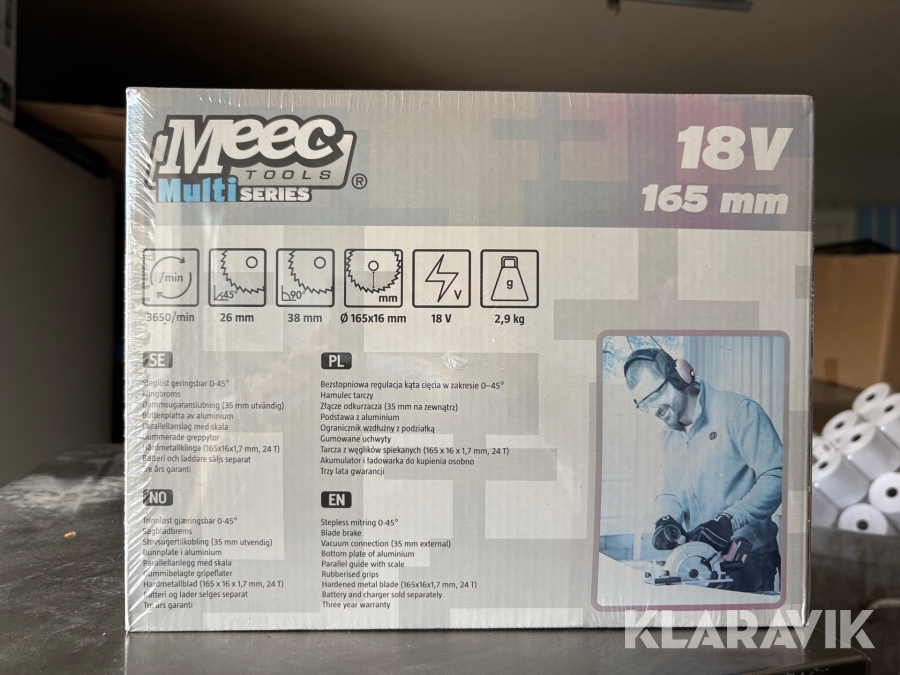 Meec
TOOLS
Multi SERIES ®
18V
165 mm
/min
45°
90°
mm
V
g
3650/min
26 mm
38 mm
Ø 165x16 mm
18 V
2,9 kg
SE
Steglöst geringsbar 0-45°
Klingbroms
Dammsugaranslutning (35 mm utvändig)
Bottenplatta av aluminium
Parallellanslag med skala
Gummerade greppytor
Hårdmetallklinga (165x16x1,7 mm, 24 T)
Batteri och laddare säljs separat
Tre års garanti
PL
Bezstopniowa regulacja kąta cięcia w zakresie 0–45°
Hamulec tarczy
Złącze odkurzacza (35 mm na zewnątrz)
Podstawa z aluminium
Ogranicznik wzdłużny z podziałką
Gumowane uchwyty
Tarcza z węglików spiekanych (165 x 16 x 1,7 mm, 24 T)
Akumulator i ładowarka do kupienia osobno
Trzy lata gwarancji
NO
Trinnløst gjæringsbar 0-45°
Sagbladbrems
Støvsugertilkobling (35 mm utvendig)
Bunnplate i aluminium
Parallellanlegg med skala
Gummibelagte gripeflater
Hardmetallblad (165 x 16 x 1,7 mm, 24 T)
Batteri og lader selges separat
Tre års garanti
EN
Stepless mitring 0-45°
Blade brake
Vacuum connection (35 mm external)
Bottom plate of aluminium
Parallel guide with scale
Rubberised grips
Hardened metal blade (165x16x1,7 mm, 24 T)
Battery and charger sold separately
Three year warranty
KLARAVIK